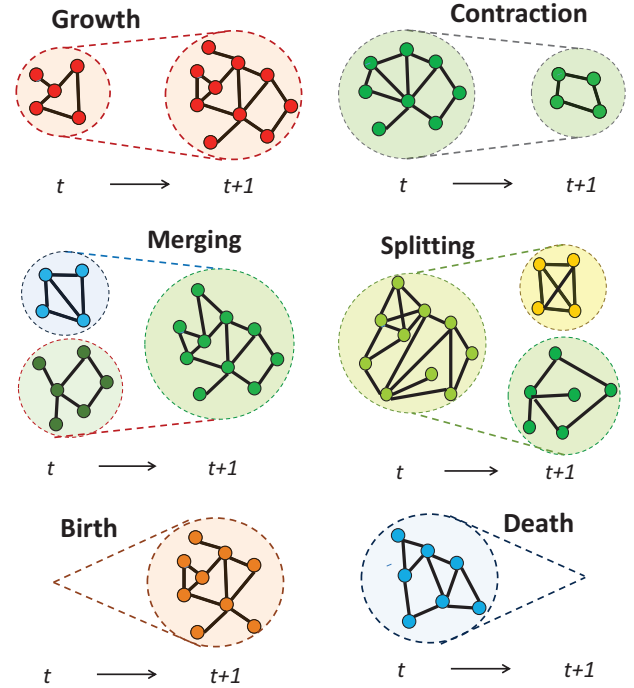 Growth
Contraction
t t+1
t t+1
Merging
Splitting
t t+1
t t+1
Birth
Death
t t+1
t t+1